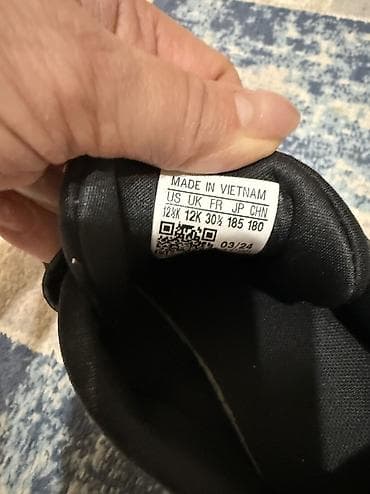 MADE IN VIETNAM
US UK FR JP CHN
12½K 12K 30½ 185 180
03/24